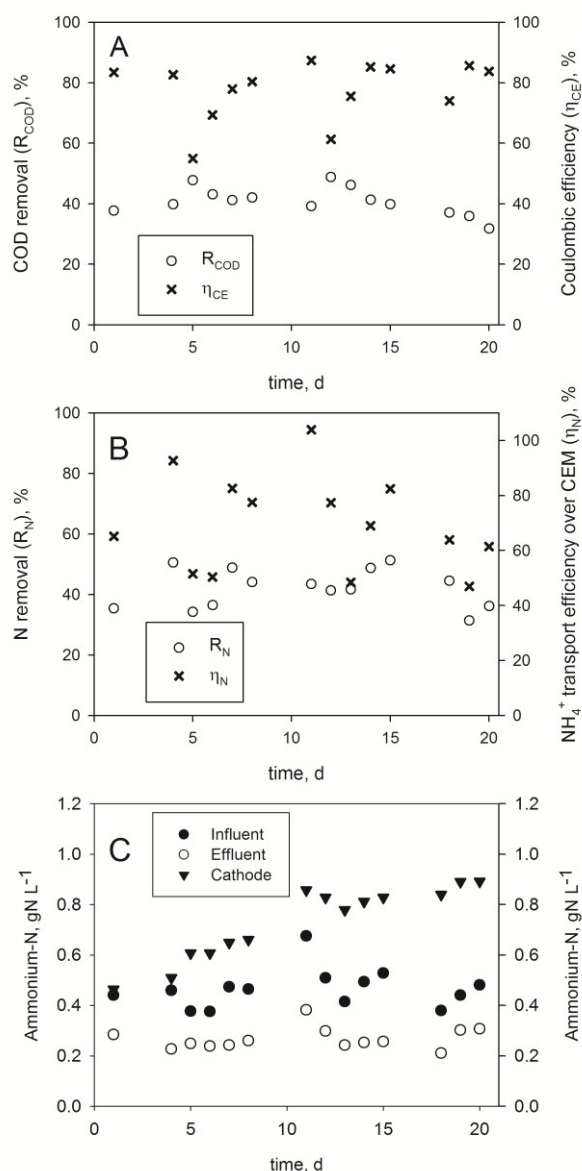 A
100
80
60
40
20
0
COD removal (R_COD), %
R_COD
η_CE
100
80
60
40
20
0
Coulombic efficiency (η_CE), %
0 5 10 15 20
time, d
B
100
80
60
40
20
0
N removal (R_N), %
R_N
η_N
100
80
60
40
20
0
NH₄⁺ transport efficiency over CEM (η_N), %
0 5 10 15 20
time, d
C
1.2
1.0
0.8
0.6
0.4
0.2
0.0
Ammonium-N, gN L⁻¹
Influent
Effluent
Cathode
1.2
1.0
0.8
0.6
0.4
0.2
0.0
Ammonium-N, gN L⁻¹
0 5 10 15 20
time, d